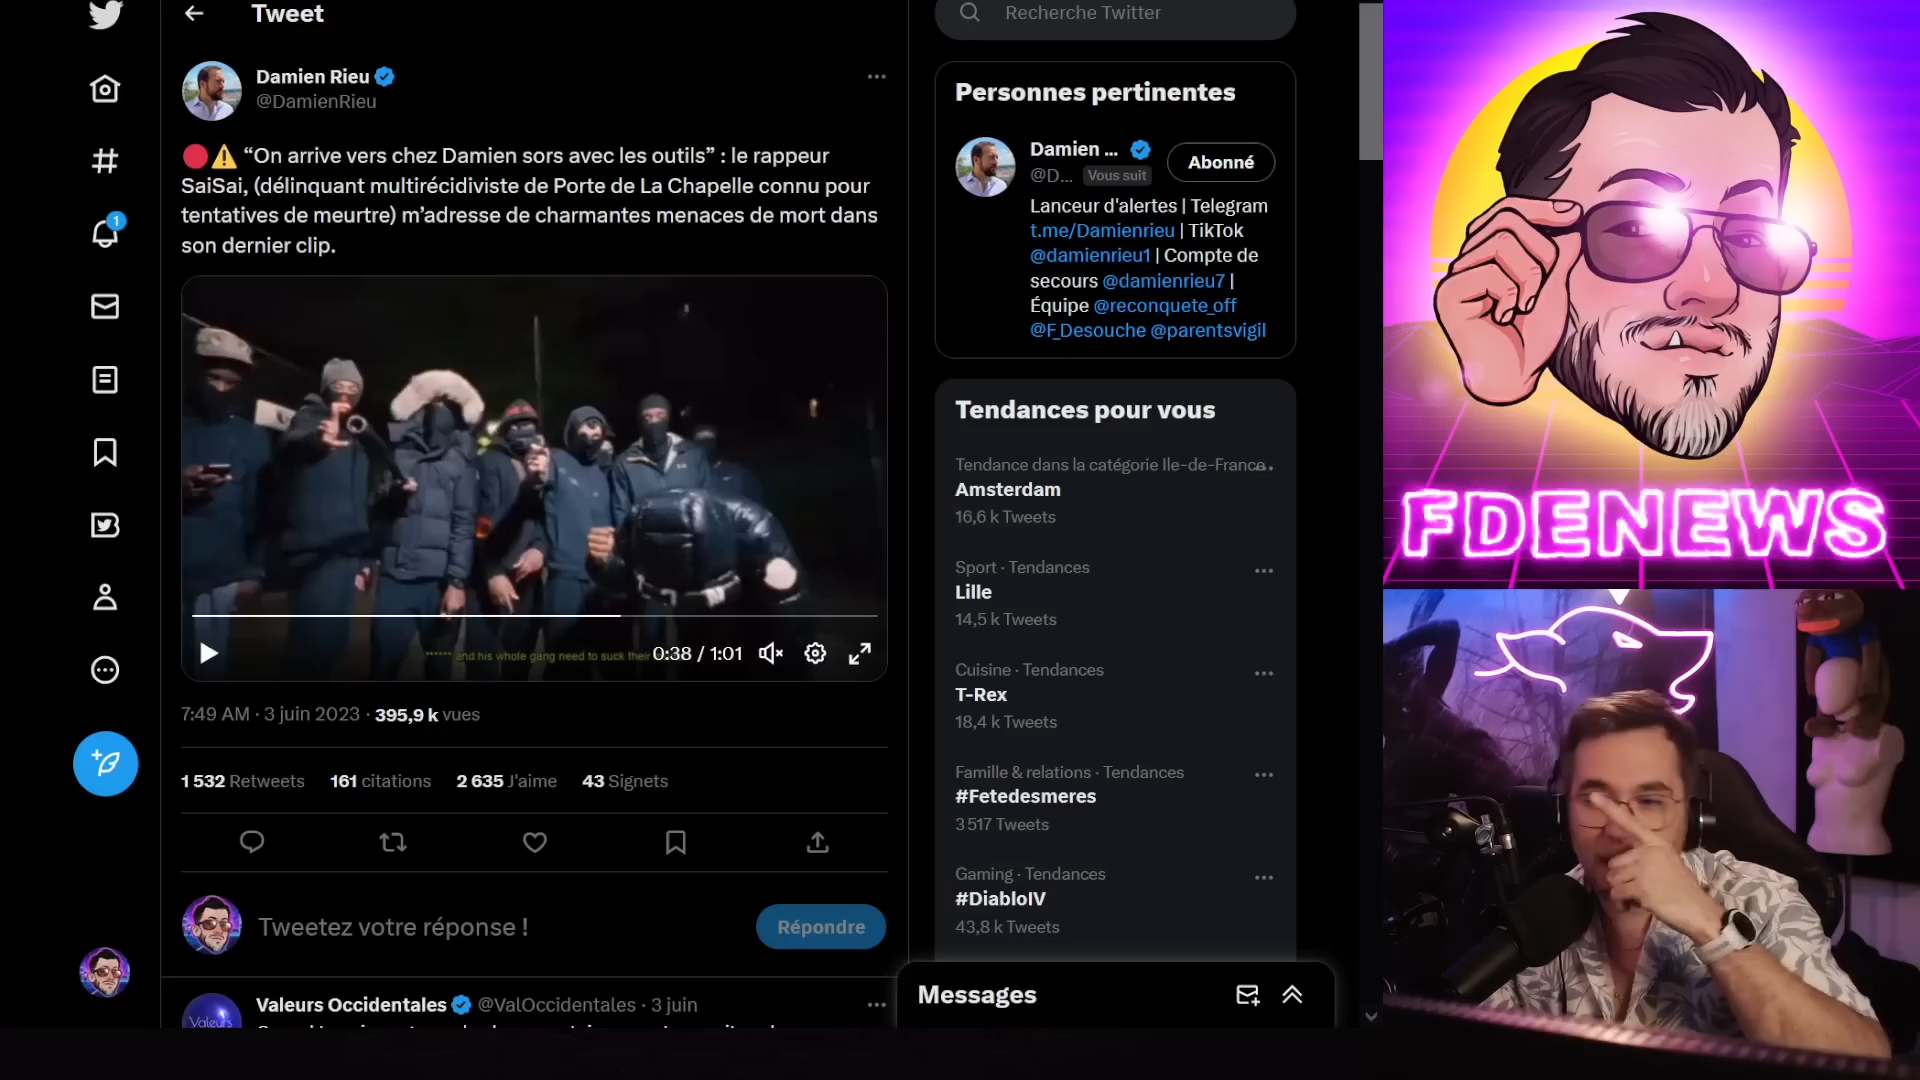 Tweet
Damien Rieu
@DamienRieu
“On arrive vers chez Damien sors avec les outils” : le rappeur
SaiSai, (délinquant multirécidiviste de Porte de La Chapelle connu pour
tentatives de meurtre) m’adresse de charmantes menaces de mort dans
son dernier clip.
****** and his whole gang need to suck their
0:38 / 1:01
7:49 AM · 3 juin 2023 · 395,9 k vues
1 532 Retweets 161 citations 2 635 J'aime 43 Signets
Tweetez votre réponse !
Répondre
Valeurs Occidentales @ValOccidentales · 3 juin
Valeurs
1
Recherche Twitter
Personnes pertinentes
Damien ...
@D... Vous suit
Abonné
Lanceur d'alertes | Telegram
t.me/Damienrieu | TikTok
@damienrieu1 | Compte de
secours @damienrieu7 |
Équipe @reconquete_off
@F_Desouche @parentsvigil
Tendances pour vous
Tendance dans la catégorie Ile-de-France
Amsterdam
16,6 k Tweets
Sport · Tendances
Lille
14,5 k Tweets
Cuisine · Tendances
T-Rex
18,4 k Tweets
Famille & relations · Tendances
#Fetedesmeres
3 517 Tweets
Gaming · Tendances
#DiabloIV
43,8 k Tweets
Messages
FDENEWS